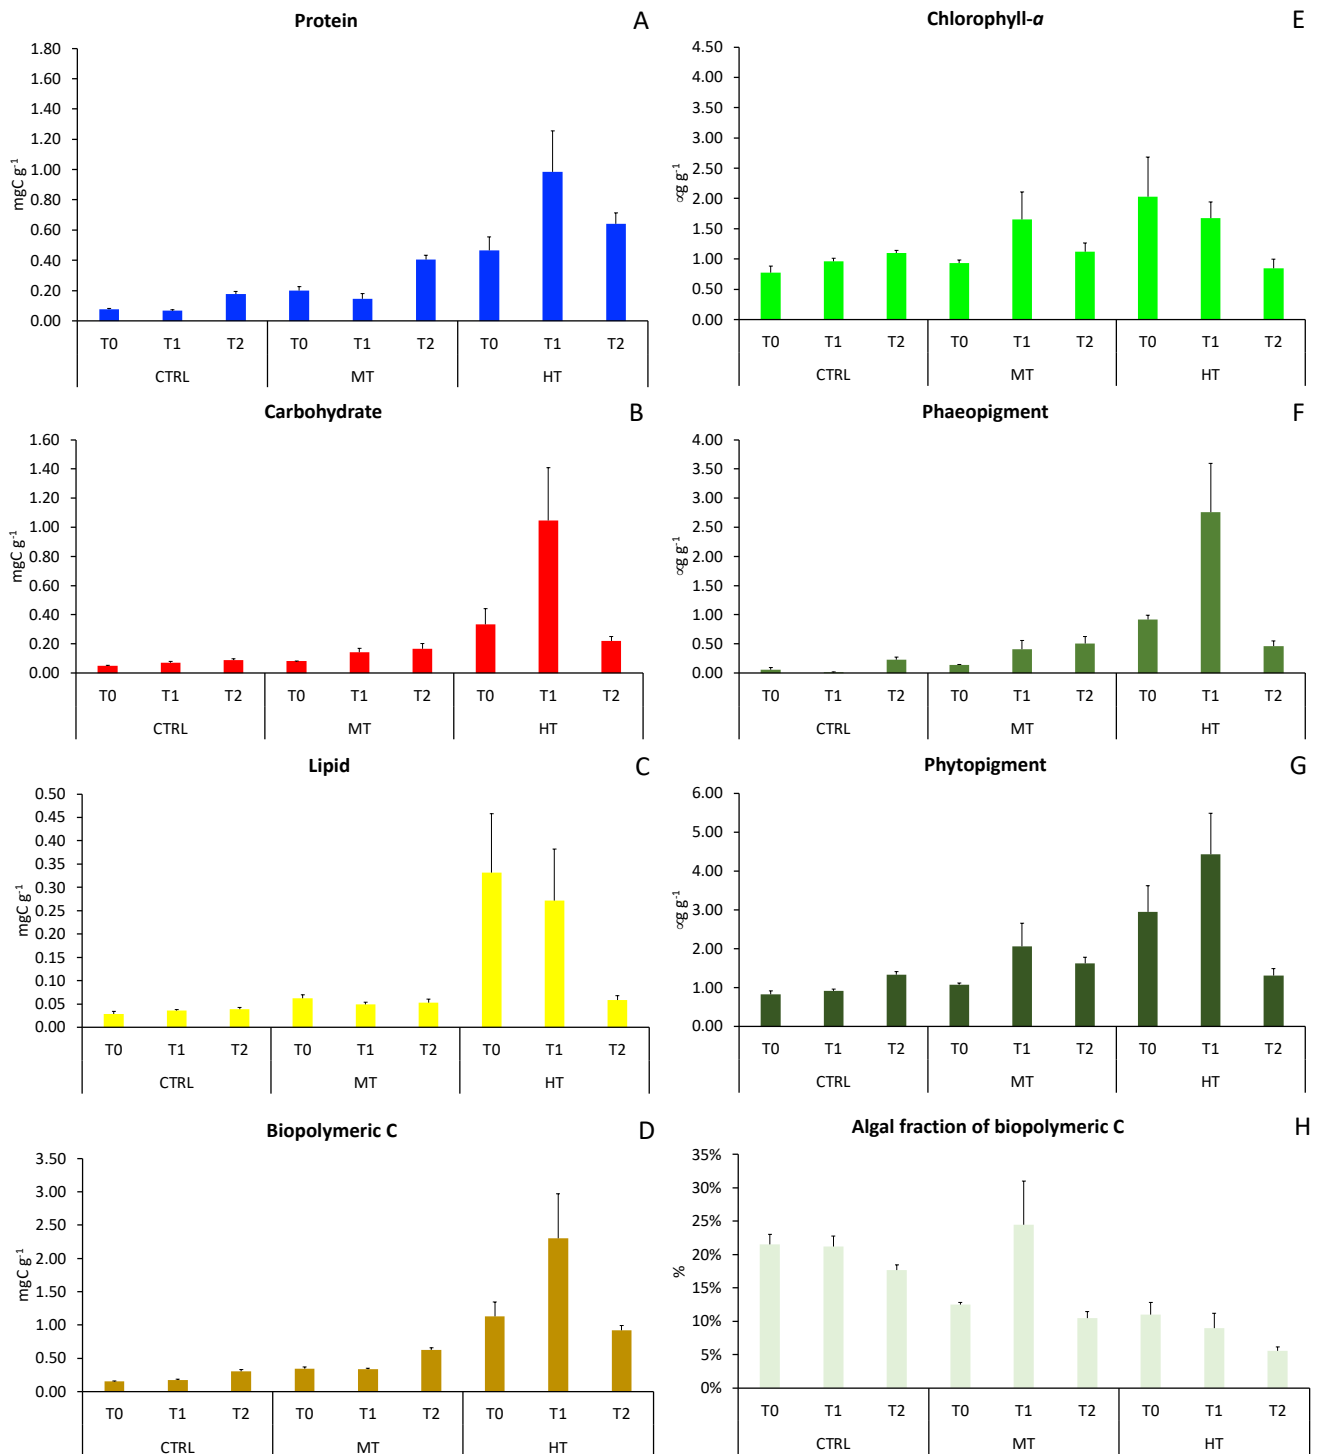 Protein A
1.80
1.60
1.40
1.20
1.00
0.80
0.60
0.40
0.20
0.00
mgC g⁻¹
T0 T1 T2 T0 T1 T2 T0 T1 T2
CTRL MT HT
Carbohydrate B
1.60
1.40
1.20
1.00
0.80
0.60
0.40
0.20
0.00
mgC g⁻¹
T0 T1 T2 T0 T1 T2 T0 T1 T2
CTRL MT HT
Lipid C
0.50
0.45
0.40
0.35
0.30
0.25
0.20
0.15
0.10
0.05
0.00
mgC g⁻¹
T0 T1 T2 T0 T1 T2 T0 T1 T2
CTRL MT HT
Biopolymeric C D
3.50
3.00
2.50
2.00
1.50
1.00
0.50
0.00
mgC g⁻¹
T0 T1 T2 T0 T1 T2 T0 T1 T2
CTRL MT HT
Chlorophyll-a E
4.50
4.00
3.50
3.00
2.50
2.00
1.50
1.00
0.50
0.00
∝g g⁻¹
T0 T1 T2 T0 T1 T2 T0 T1 T2
CTRL MT HT
Phaeopigment F
4.00
3.50
3.00
2.50
2.00
1.50
1.00
0.50
0.00
∝g g⁻¹
T0 T1 T2 T0 T1 T2 T0 T1 T2
CTRL MT HT
Phytopigment G
6.00
5.00
4.00
3.00
2.00
1.00
0.00
∝g g⁻¹
T0 T1 T2 T0 T1 T2 T0 T1 T2
CTRL MT HT
Algal fraction of biopolymeric C H
35%
30%
25%
20%
15%
10%
5%
0%
%
T0 T1 T2 T0 T1 T2 T0 T1 T2
CTRL MT HT